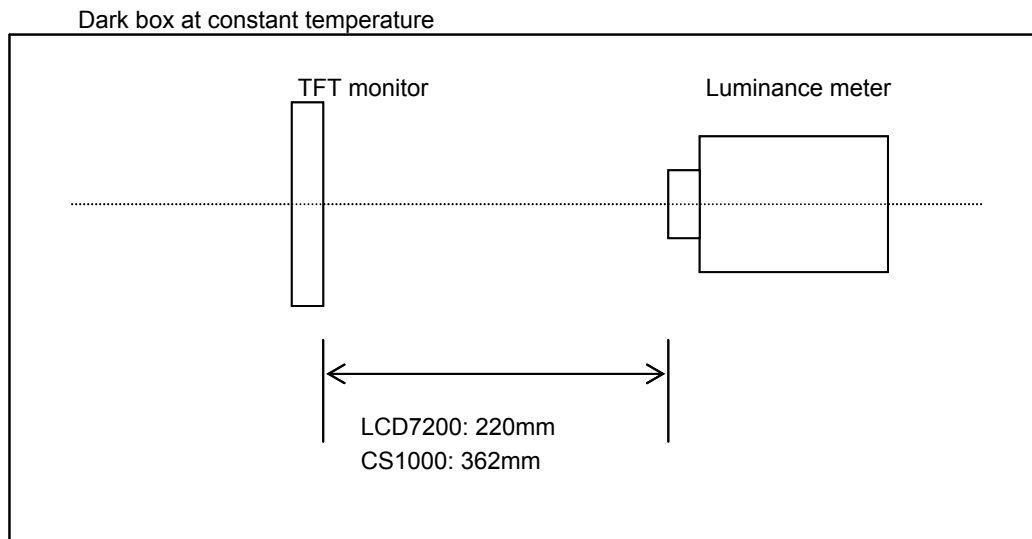 Dark box at constant temperature
TFT monitor
Luminance meter
LCD7200: 220mm
CS1000: 362mm